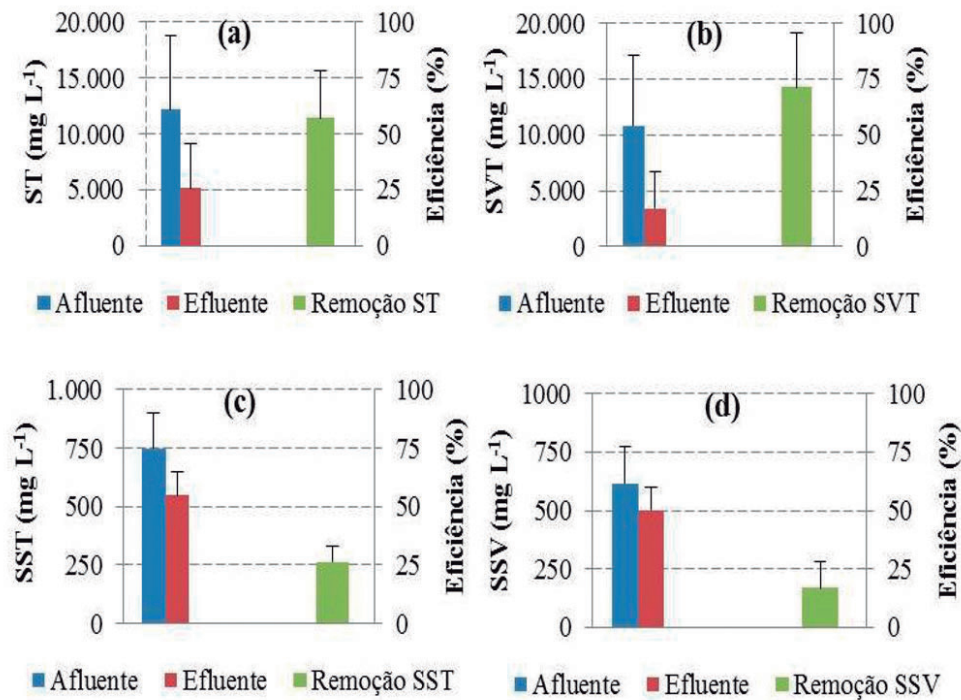 (a)
ST (mg L⁻¹)
20.000
15.000
10.000
5.000
0
100
75
50
25
0
Eficiência (%)
Afluente Efluente Remoção ST
(b)
SVT (mg L⁻¹)
20.000
15.000
10.000
5.000
0
100
75
50
25
0
Eficiência (%)
Afluente Efluente Remoção SVT
(c)
SST (mg L⁻¹)
1.000
750
500
250
0
100
75
50
25
0
Eficiência (%)
Afluente Efluente Remoção SST
(d)
SSV (mg L⁻¹)
1000
750
500
250
0
100
75
50
25
0
Eficiência (%)
Afluente Efluente Remoção SSV